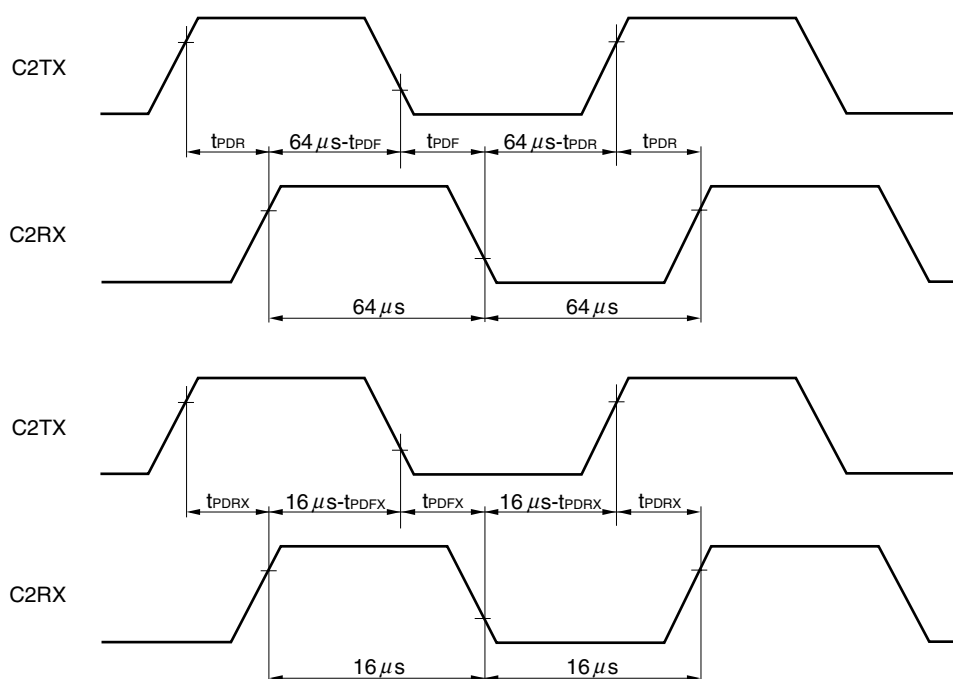 C2TX
tPDR 64 μs-tPDF tPDF 64 μs-tPDR tPDR
C2RX
64 μs 64 μs
C2TX
tPDRX 16 μs-tPDFX tPDFX 16 μs-tPDRX tPDRX
C2RX
16 μs 16 μs